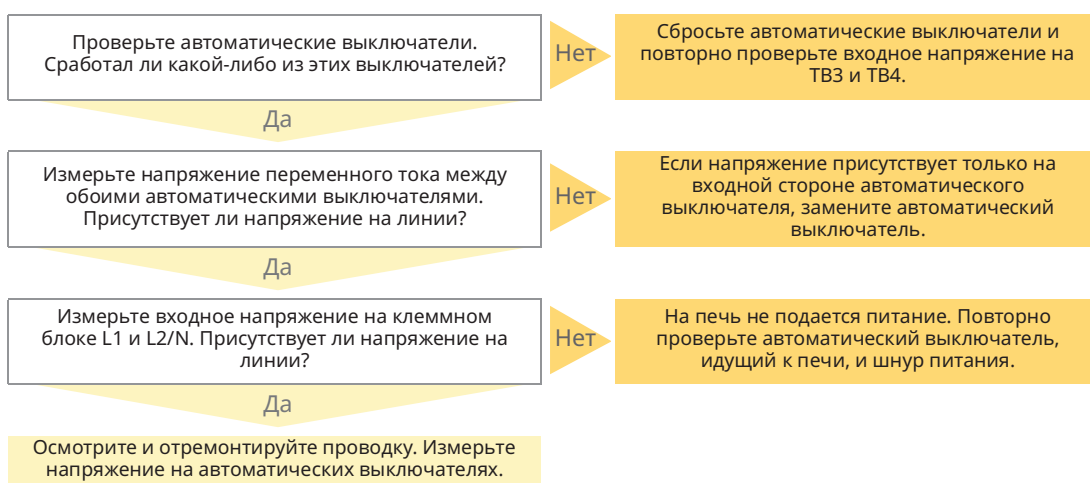 Проверьте автоматические выключатели.
Сработал ли какой-либо из этих выключателей?
Нет
Сбросьте автоматические выключатели и
повторно проверьте входное напряжение на
TB3 и TB4.
Да
Измерьте напряжение переменного тока между
обоими автоматическими выключателями.
Присутствует ли напряжение на линии?
Нет
Если напряжение присутствует только на
входной стороне автоматического
выключателя, замените автоматический
выключатель.
Да
Измерьте входное напряжение на клеммном
блоке L1 и L2/N. Присутствует ли напряжение на
линии?
Нет
На печь не подается питание. Повторно
проверьте автоматический выключатель,
идущий к печи, и шнур питания.
Да
Осмотрите и отремонтируйте проводку. Измерьте
напряжение на автоматических выключателях.